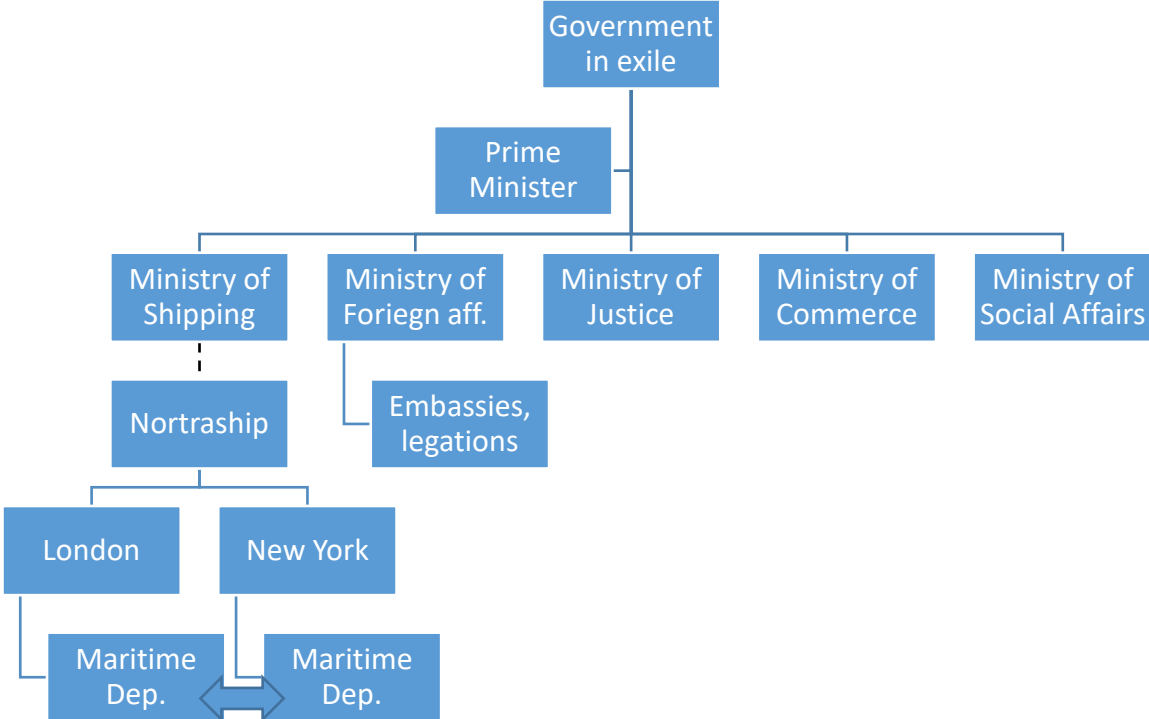 Government
in exile
Prime
Minister
Ministry of
Shipping
Ministry of
Foriegn aff.
Ministry of
Justice
Ministry of
Commerce
Ministry of
Social Affairs
Nortraship
Embassies,
legations
London
New York
Maritime
Dep.
Maritime
Dep.